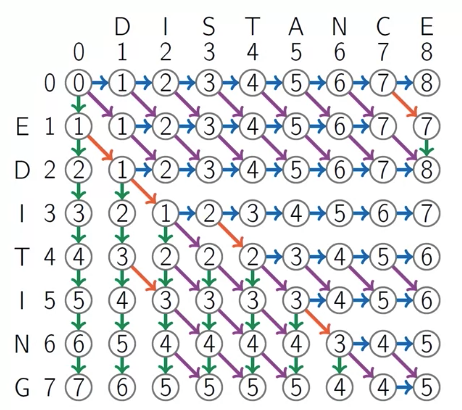 D I S T A N C E
0 1 2 3 4 5 6 7 8
0 0 1 2 3 4 5 6 7 8
E 1 1 1 2 3 4 5 6 7 7
D 2 2 1 2 3 4 5 6 7 8
I 3 3 2 1 2 3 4 5 6 7
T 4 4 3 2 2 2 3 4 5 6
I 5 5 4 3 3 3 3 4 5 6
N 6 6 5 4 4 4 4 3 4 5
G 7 7 6 5 5 5 5 4 4 5